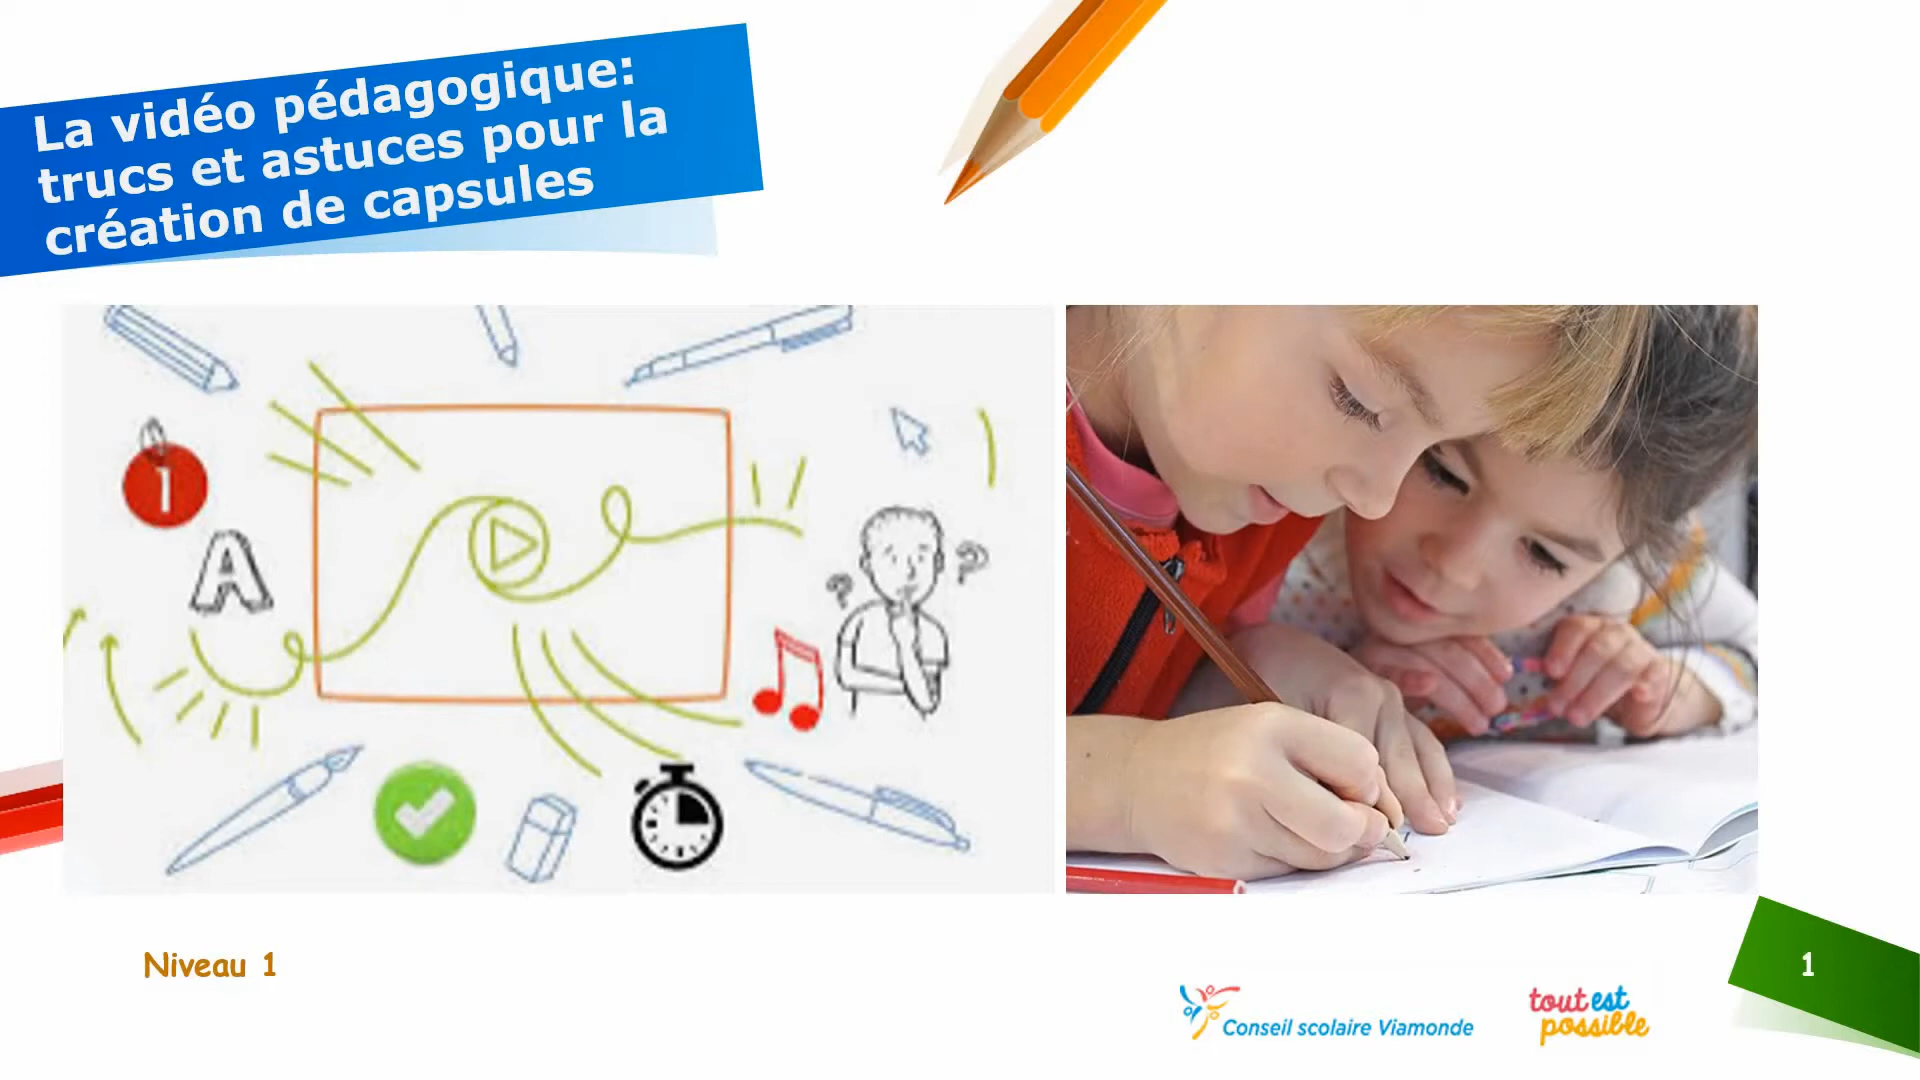 La vidéo pédagogique:
trucs et astuces pour la
création de capsules
1
A
?
?
Niveau 1
Conseil scolaire Viamonde
tout est
possible
1